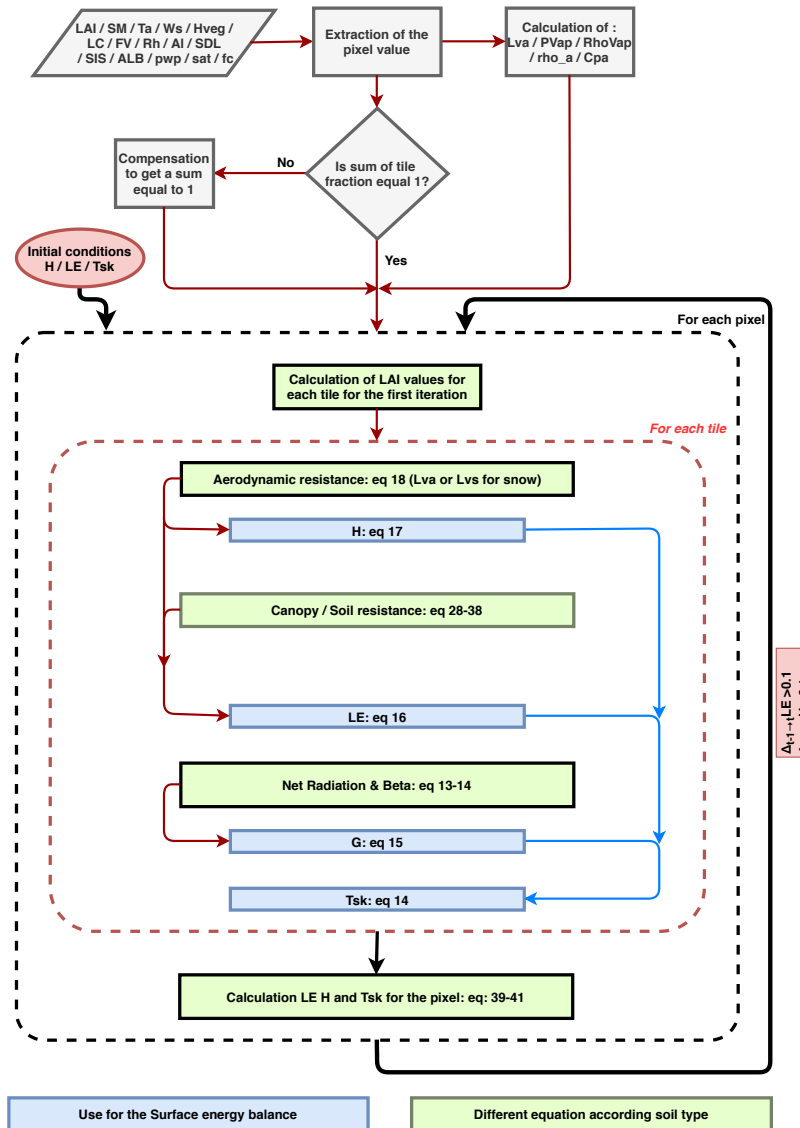 LAI / SM / Ta / Ws / Hveg /
LC / FV / Rh / AI / SDL
/ SIS / ALB / pwp / sat / fc
Extraction of the
pixel value
Calculation of :
Lva / PVap / RhoVap
/ rho_a / Cpa
Compensation
to get a sum
equal to 1
No
Is sum of tile
fraction equal 1?
Yes
Initial conditions
H / LE / Tsk
For each pixel
Calculation of LAI values for
each tile for the first iteration
For each tile
Aerodynamic resistance: eq 18 (Lva or Lvs for snow)
H: eq 17
Canopy / Soil resistance: eq 28-38
LE: eq 16
Net Radiation & Beta: eq 13-14
G: eq 15
Tsk: eq 14
Calculation LE H and Tsk for the pixel: eq: 39-41
Δt-1→tLE >0.1
Use for the Surface energy balance
Different equation according soil type